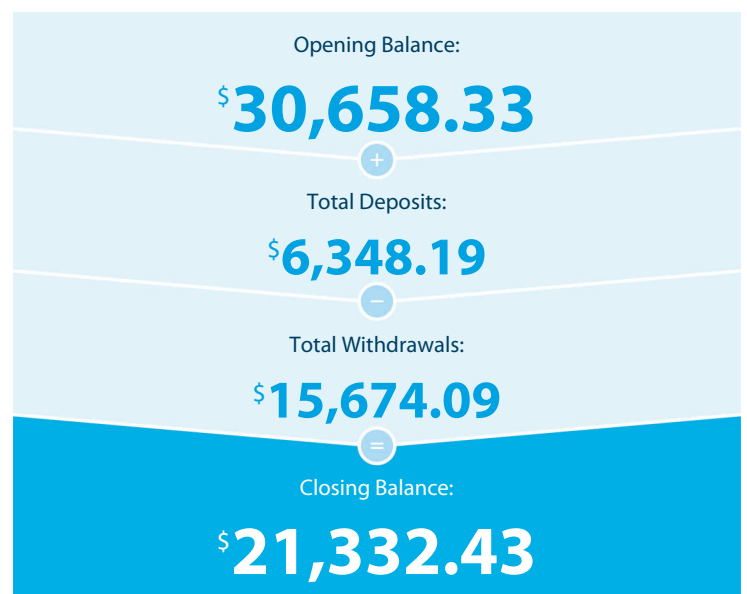 Opening Balance:
$30,658.33
+
Total Deposits:
$6,348.19
−
Total Withdrawals:
$15,674.09
=
Closing Balance:
$21,332.43